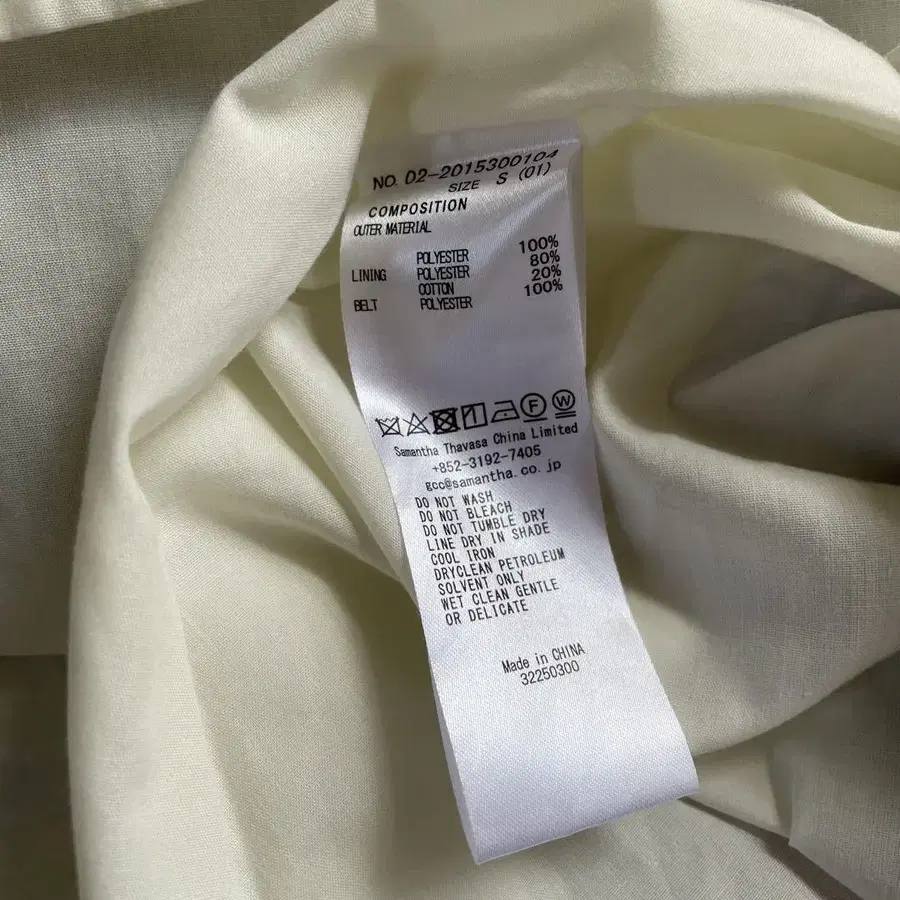 NO. 02-2015300104
SIZE S (01)
COMPOSITION
OUTER MATERIAL
POLYESTER 100%
LINING POLYESTER 80%
COTTON 20%
BELT POLYESTER 100%
F W
Samantha Thavasa China Limited
+852-3192-7405
gcc@samantha.co.jp
DO NOT WASH
DO NOT BLEACH
DO NOT TUMBLE DRY
LINE DRY IN SHADE
COOL IRON
DRYCLEAN PETROLEUM
SOLVENT ONLY
WET CLEAN GENTLE
OR DELICATE
Made in CHINA
32250300